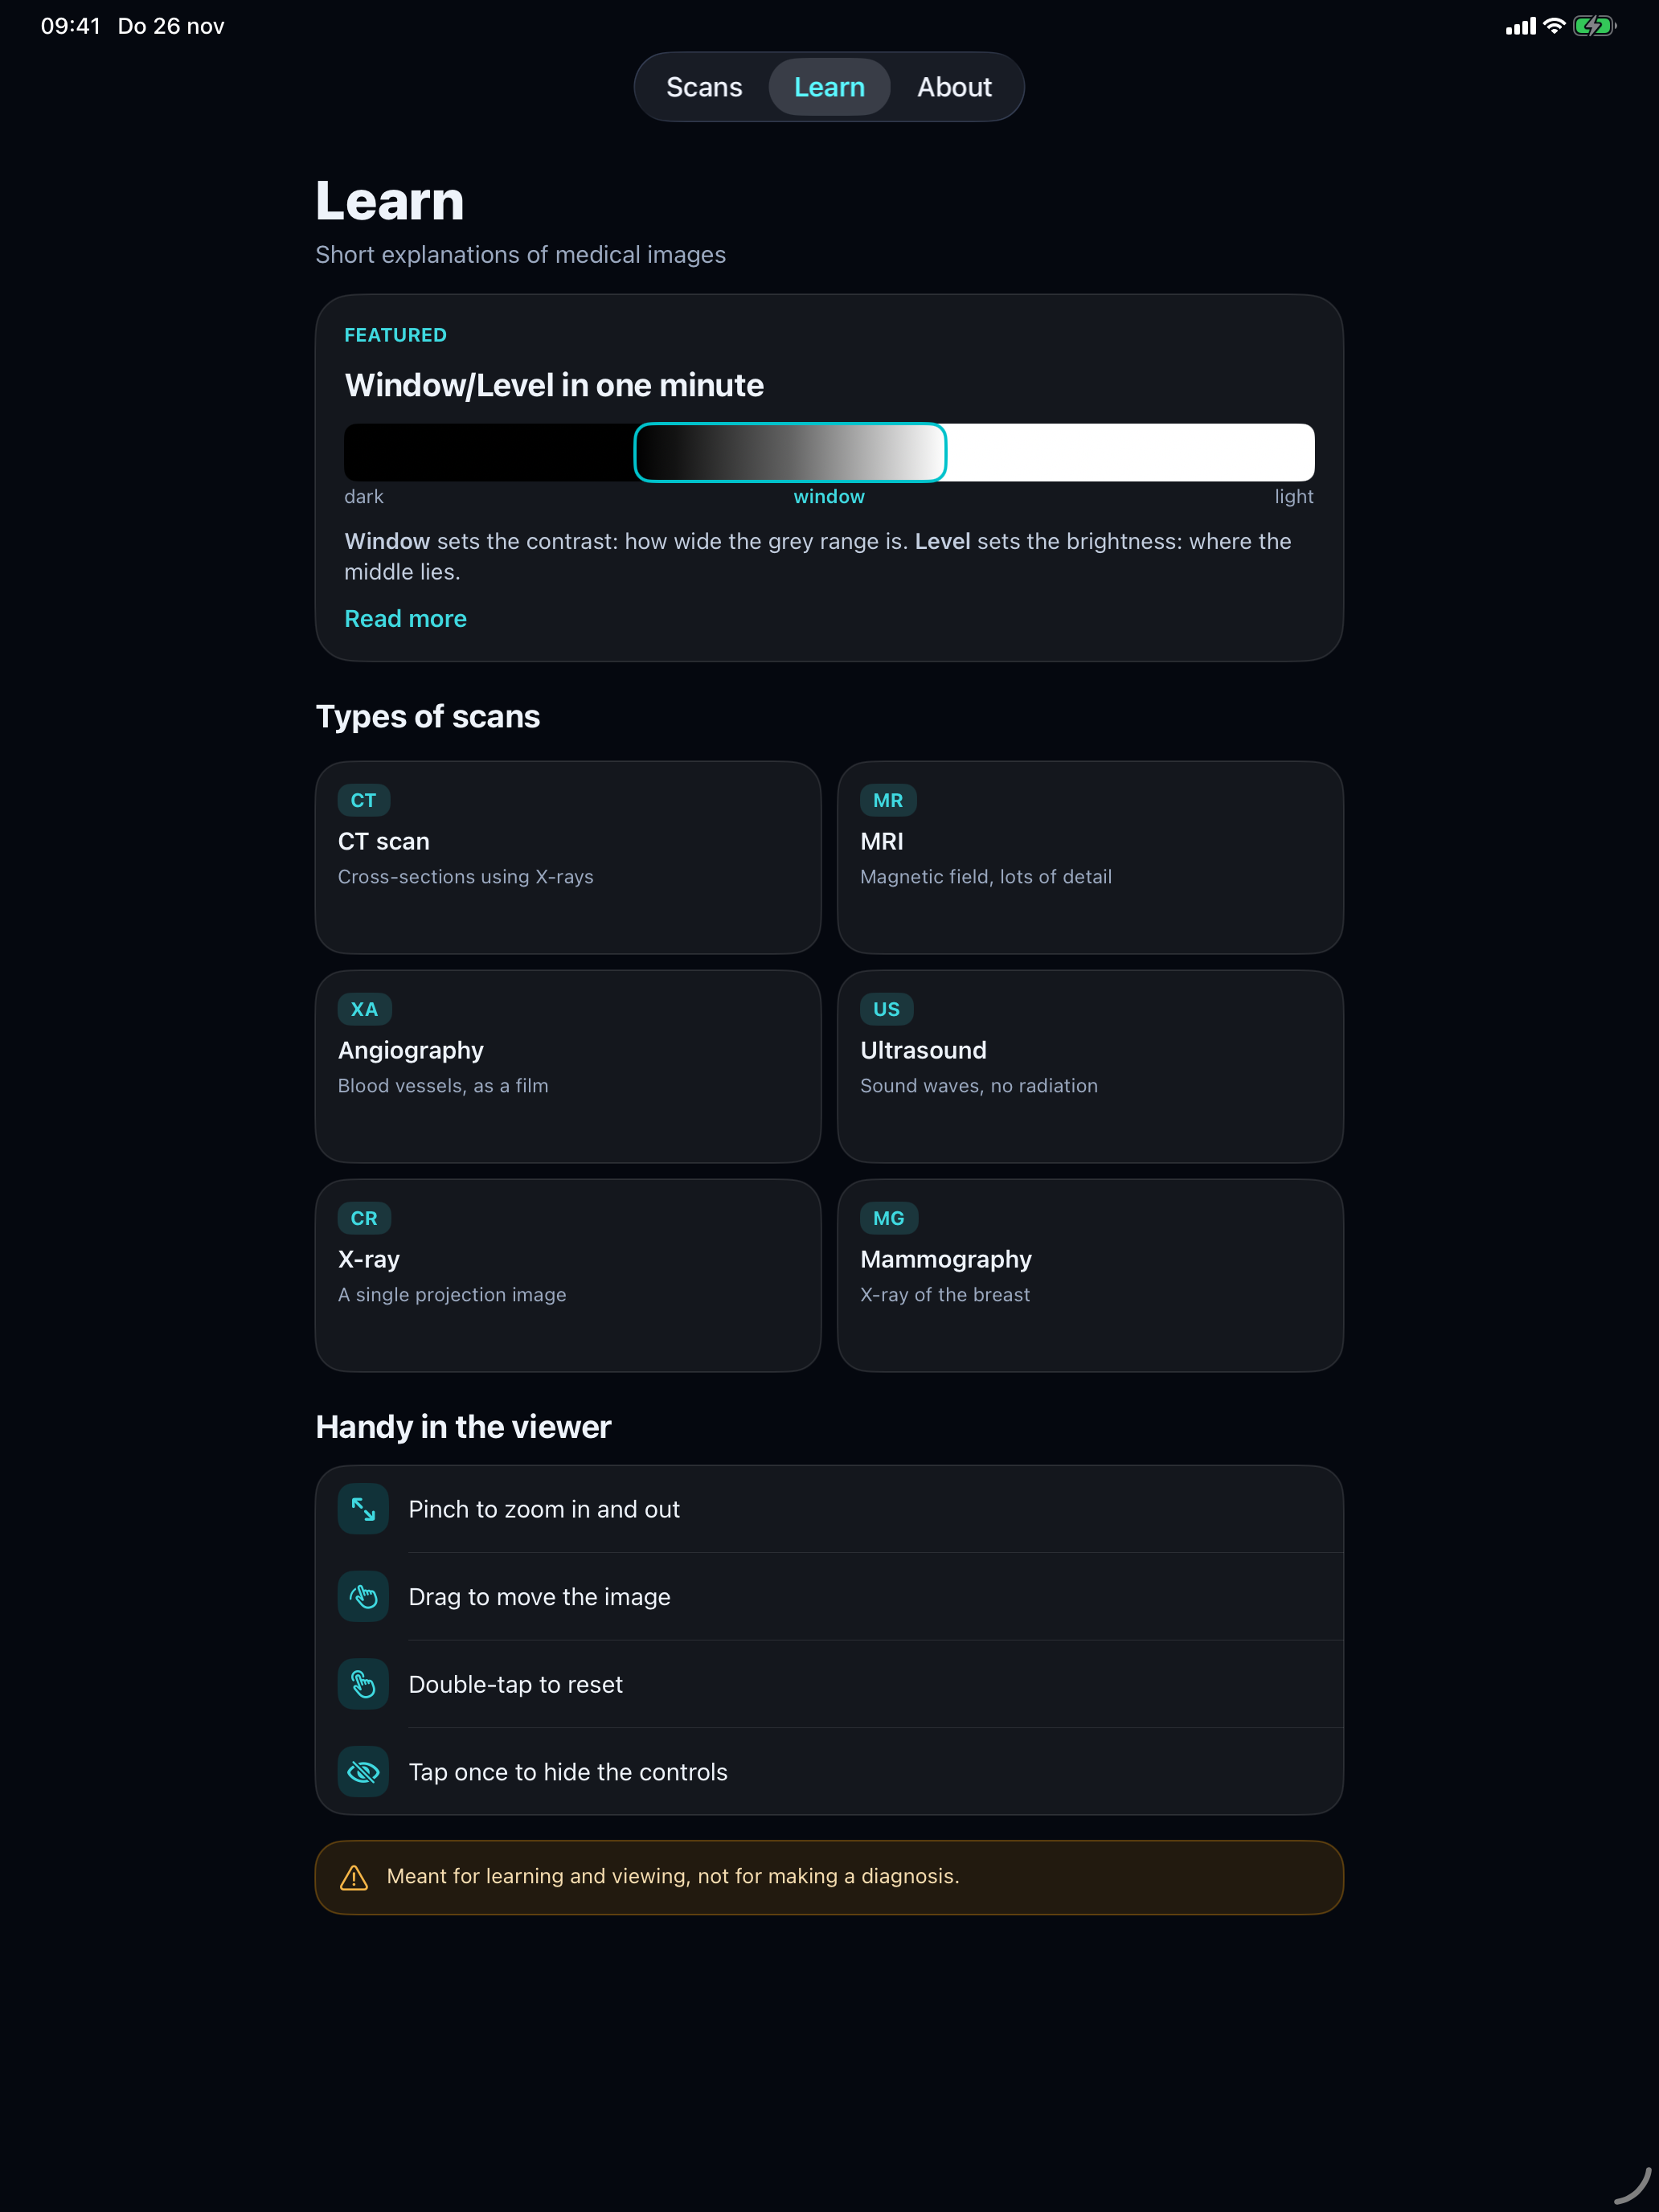 09:41 Do 26 nov
Scans Learn About
Learn
Short explanations of medical images
FEATURED
Window/Level in one minute
dark window light
Window sets the contrast: how wide the grey range is. Level sets the brightness: where the
middle lies.
Read more
Types of scans
CT
CT scan
Cross-sections using X-rays
MR
MRI
Magnetic field, lots of detail
XA
Angiography
Blood vessels, as a film
US
Ultrasound
Sound waves, no radiation
CR
X-ray
A single projection image
MG
Mammography
X-ray of the breast
Handy in the viewer
Pinch to zoom in and out
Drag to move the image
Double-tap to reset
Tap once to hide the controls
Meant for learning and viewing, not for making a diagnosis.